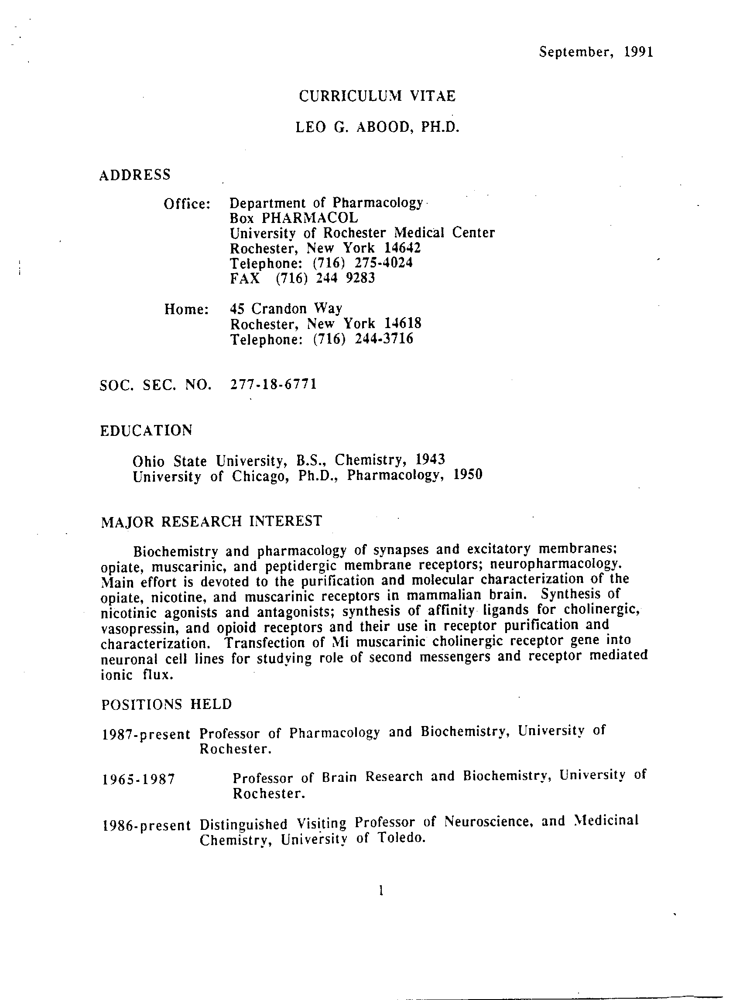 September, 1991
CURRICULUM VITAE
LEO G. ABOOD, PH.D.
ADDRESS
Office: Department of Pharmacology
Box PHARMACOL
University of Rochester Medical Center
Rochester, New York 14642
Telephone: (716) 275-4024
FAX (716) 244 9283
Home: 45 Crandon Way
Rochester, New York 14618
Telephone: (716) 244-3716
SOC. SEC. NO. 277-18-6771
EDUCATION
Ohio State University, B.S., Chemistry, 1943
University of Chicago, Ph.D., Pharmacology, 1950
MAJOR RESEARCH INTEREST
Biochemistry and pharmacology of synapses and excitatory membranes;
opiate, muscarinic, and peptidergic membrane receptors; neuropharmacology.
Main effort is devoted to the purification and molecular characterization of the
opiate, nicotine, and muscarinic receptors in mammalian brain. Synthesis of
nicotinic agonists and antagonists; synthesis of affinity ligands for cholinergic,
vasopressin, and opioid receptors and their use in receptor purification and
characterization. Transfection of Mi muscarinic cholinergic receptor gene into
neuronal cell lines for studying role of second messengers and receptor mediated
ionic flux.
POSITIONS HELD
1987-present Professor of Pharmacology and Biochemistry, University of
Rochester.
1965-1987 Professor of Brain Research and Biochemistry, University of
Rochester.
1986-present Distinguished Visiting Professor of Neuroscience, and Medicinal
Chemistry, University of Toledo.
1